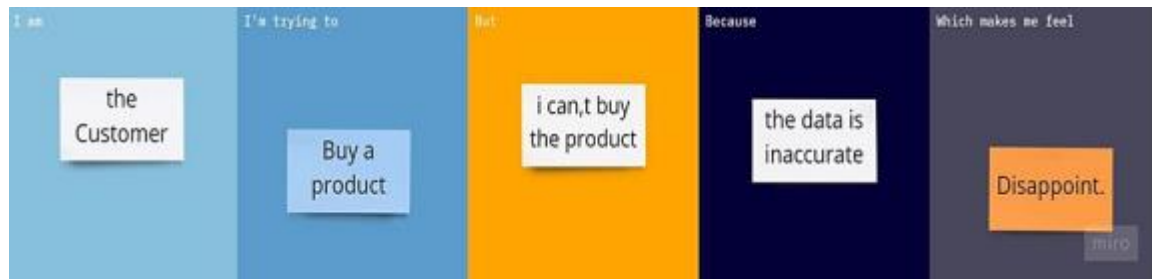 I am
the
Customer
I'm trying to
Buy a
product
But
i can,t buy
the product
Because
the data is
inaccurate
Which makes me feel
Disappoint.
miro